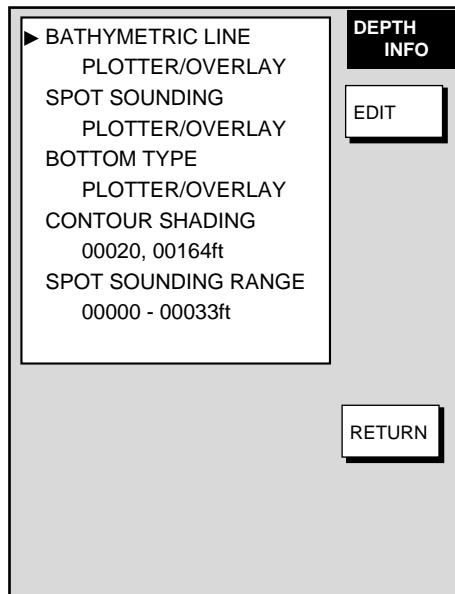 ▶ BATHYMETRIC LINE
PLOTTER/OVERLAY
SPOT SOUNDING
PLOTTER/OVERLAY
BOTTOM TYPE
PLOTTER/OVERLAY
CONTOUR SHADING
00020, 00164ft
SPOT SOUNDING RANGE
00000 - 00033ft
DEPTH
INFO
EDIT
RETURN